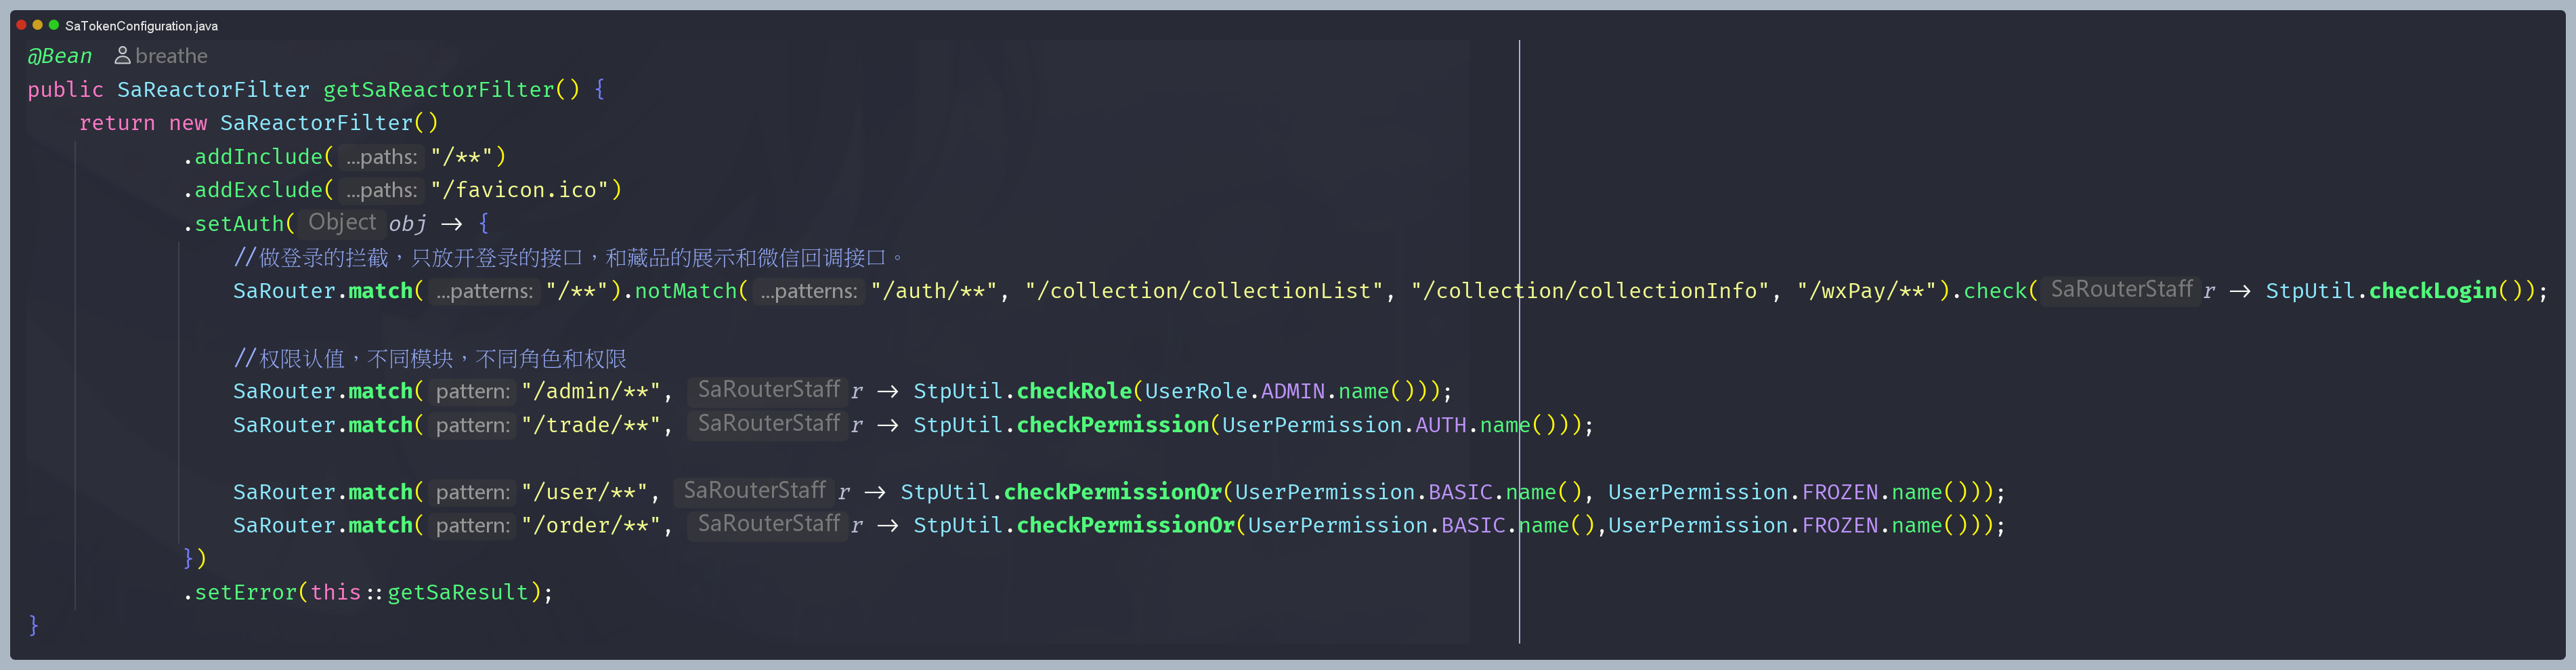 SaTokenConfiguration.java
@Bean breathe
public SaReactorFilter getSaReactorFilter() {
return new SaReactorFilter()
.addInclude( ...paths: "/**")
.addExclude( ...paths: "/favicon.ico")
.setAuth( Object obj -> {
//做登录的拦截，只放开登录的接口，和藏品的展示和微信回调接口。
SaRouter.match( ...patterns: "/**").notMatch( ...patterns: "/auth/**", "/collection/collectionList", "/collection/collectionInfo", "/wxPay/**").check( SaRouterStaff r -> StpUtil.checkLogin());
//权限认值，不同模块，不同角色和权限
SaRouter.match( pattern: "/admin/**", SaRouterStaff r -> StpUtil.checkRole(UserRole.ADMIN.name()));
SaRouter.match( pattern: "/trade/**", SaRouterStaff r -> StpUtil.checkPermission(UserPermission.AUTH.name()));
SaRouter.match( pattern: "/user/**", SaRouterStaff r -> StpUtil.checkPermissionOr(UserPermission.BASIC.name(), UserPermission.FROZEN.name()));
SaRouter.match( pattern: "/order/**", SaRouterStaff r -> StpUtil.checkPermissionOr(UserPermission.BASIC.name(),UserPermission.FROZEN.name()));
})
.setError(this::getSaResult);
}